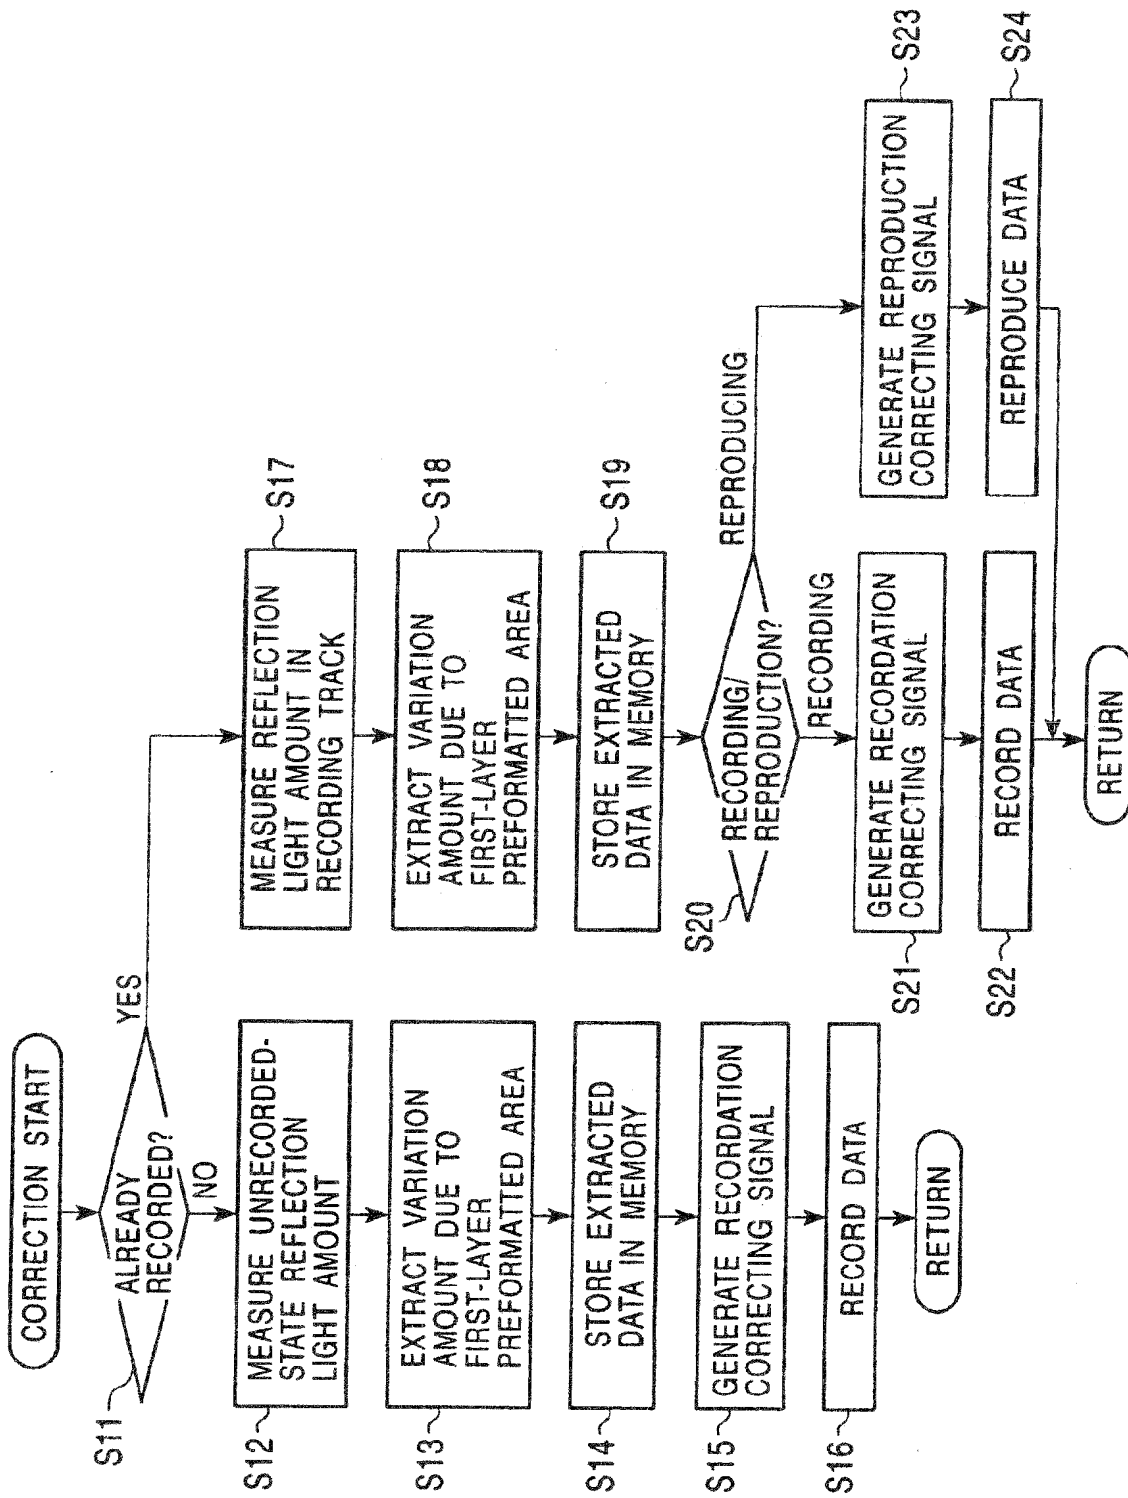 CORRECTION START
S11
ALREADY
RECORDED?
YES
NO
S12
MEASURE UNRECORDED-
STATE REFLECTION
LIGHT AMOUNT
S13
EXTRACT VARIATION
AMOUNT DUE TO
FIRST-LAYER
PREFORMATTED AREA
S14
STORE EXTRACTED
DATA IN MEMORY
S15
GENERATE RECORDATION
CORRECTING SIGNAL
S16
RECORD DATA
RETURN
S17
MEASURE REFLECTION
LIGHT AMOUNT IN
RECORDING TRACK
S18
EXTRACT VARIATION
AMOUNT DUE TO
FIRST-LAYER
PREFORMATTED AREA
S19
STORE EXTRACTED
DATA IN MEMORY
S20
RECORDING/
REPRODUCTION?
REPRODUCING
RECORDING
S21
GENERATE RECORDATION
CORRECTING SIGNAL
S22
RECORD DATA
S23
GENERATE REPRODUCTION
CORRECTING SIGNAL
S24
REPRODUCE DATA
RETURN